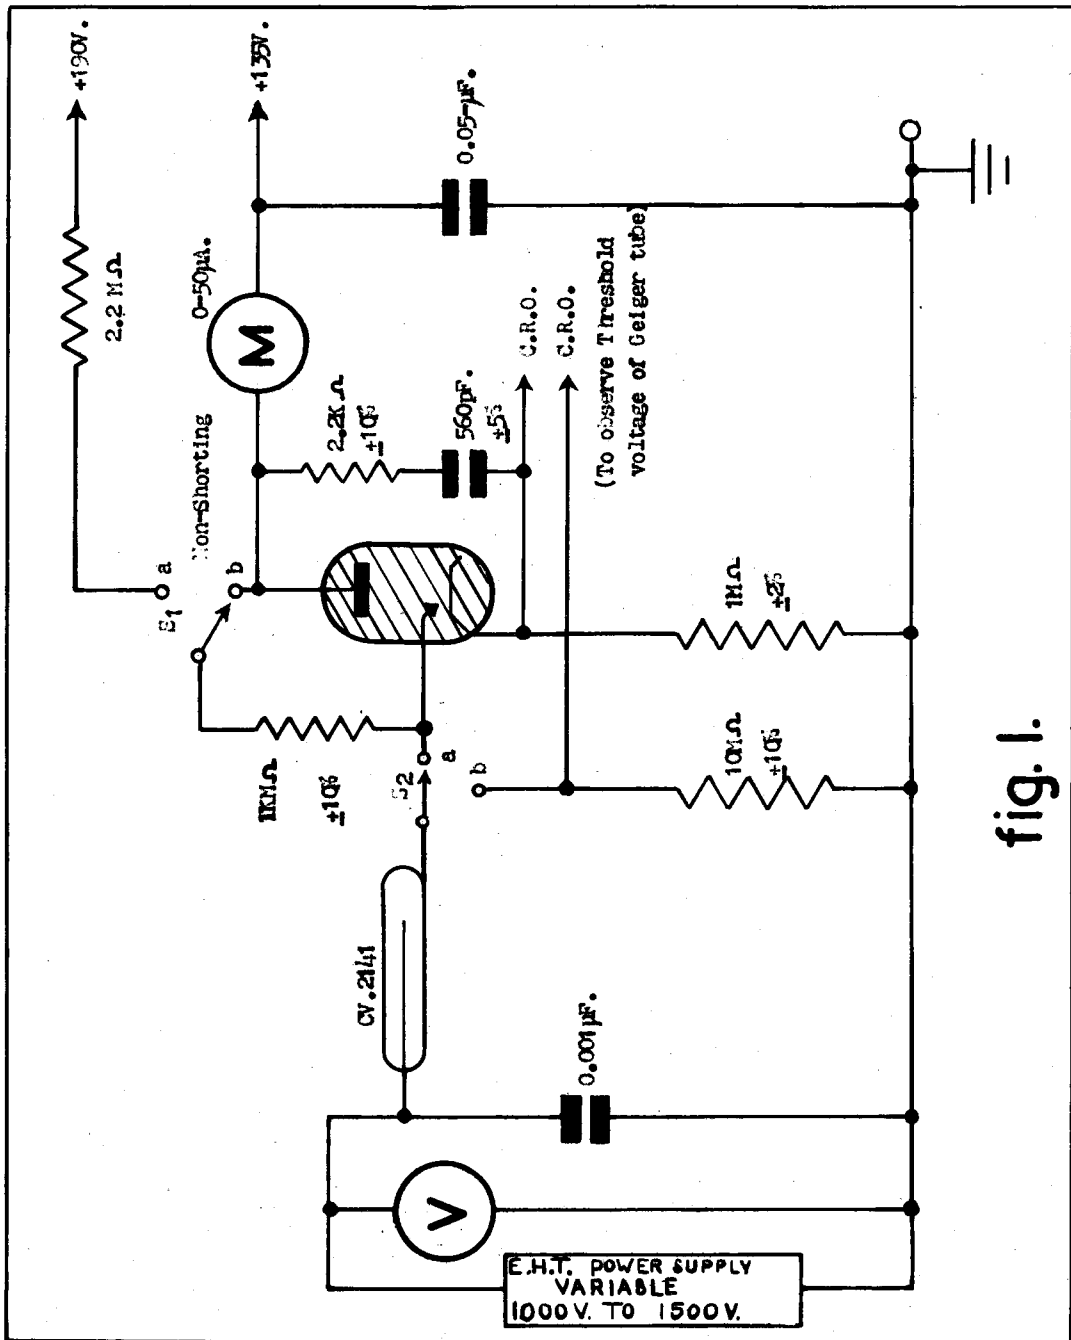 +190V.
2.2 MΩ
+135V.
0-50µA.
M
Non-Shorting
S1
a
b
2.2KΩ
±10%
560pF.
±5%
0.05-µF.
C.R.O.
C.R.O.
(To observe Threshold
voltage of Geiger tube)
1KMΩ
±10%
S2
a
b
CV.2141
10MΩ
±10%
1MΩ
±2%
0.001µF.
V
E.H.T. POWER SUPPLY
VARIABLE
1000V. TO 1500V.
fig. 1.